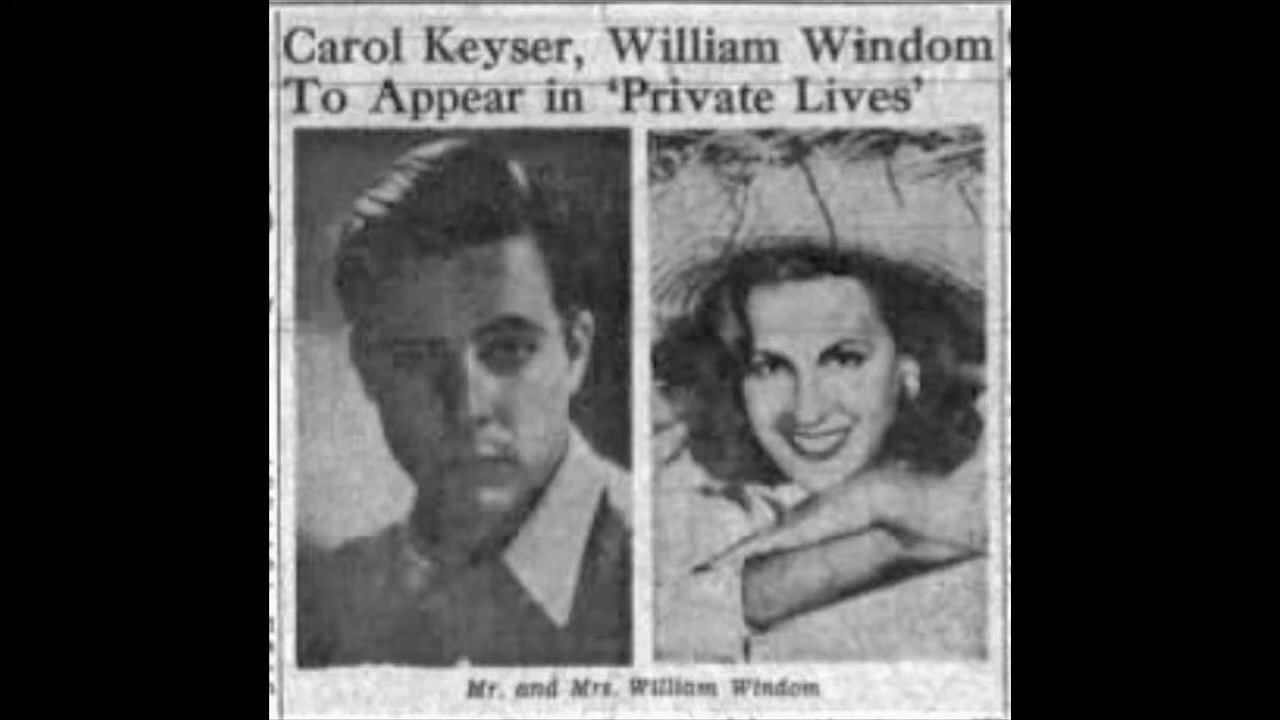 Carol Keyser, William Windom
To Appear in 'Private Lives'
Mr. and Mrs. William Windom